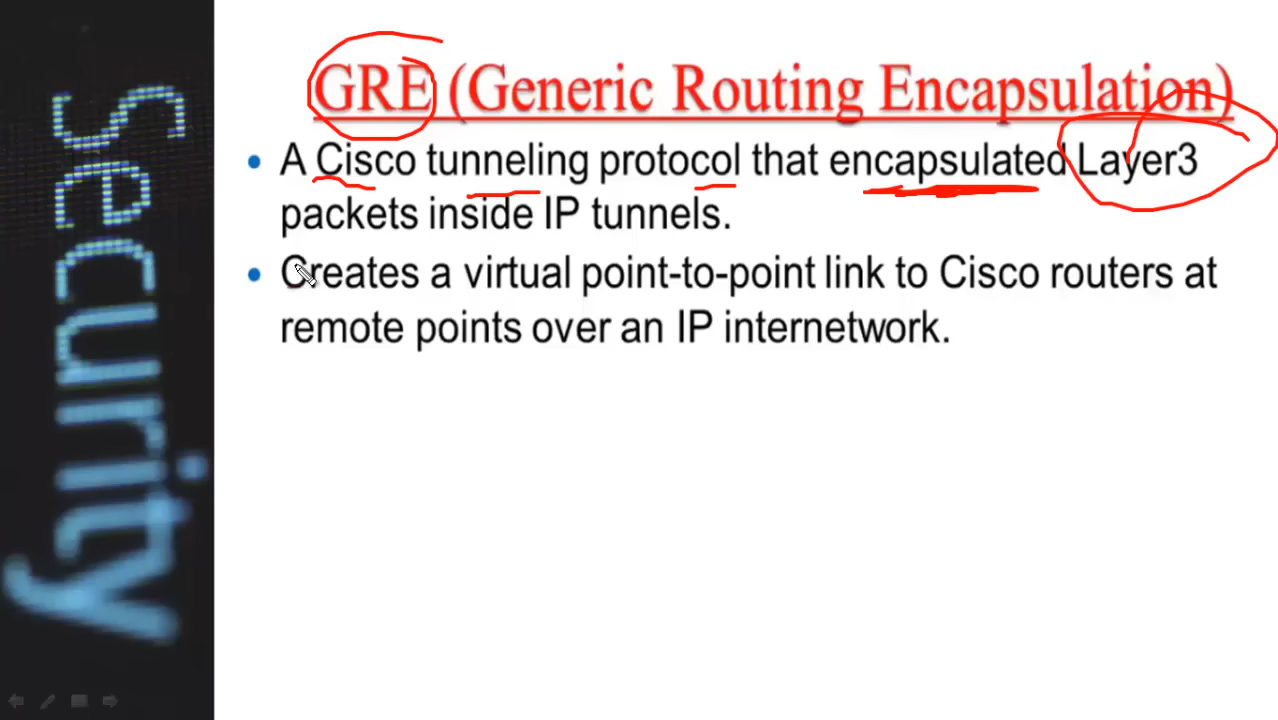 Security
GRE (Generic Routing Encapsulation)
• A Cisco tunneling protocol that encapsulated Layer3
packets inside IP tunnels.
• Creates a virtual point-to-point link to Cisco routers at
remote points over an IP internetwork.